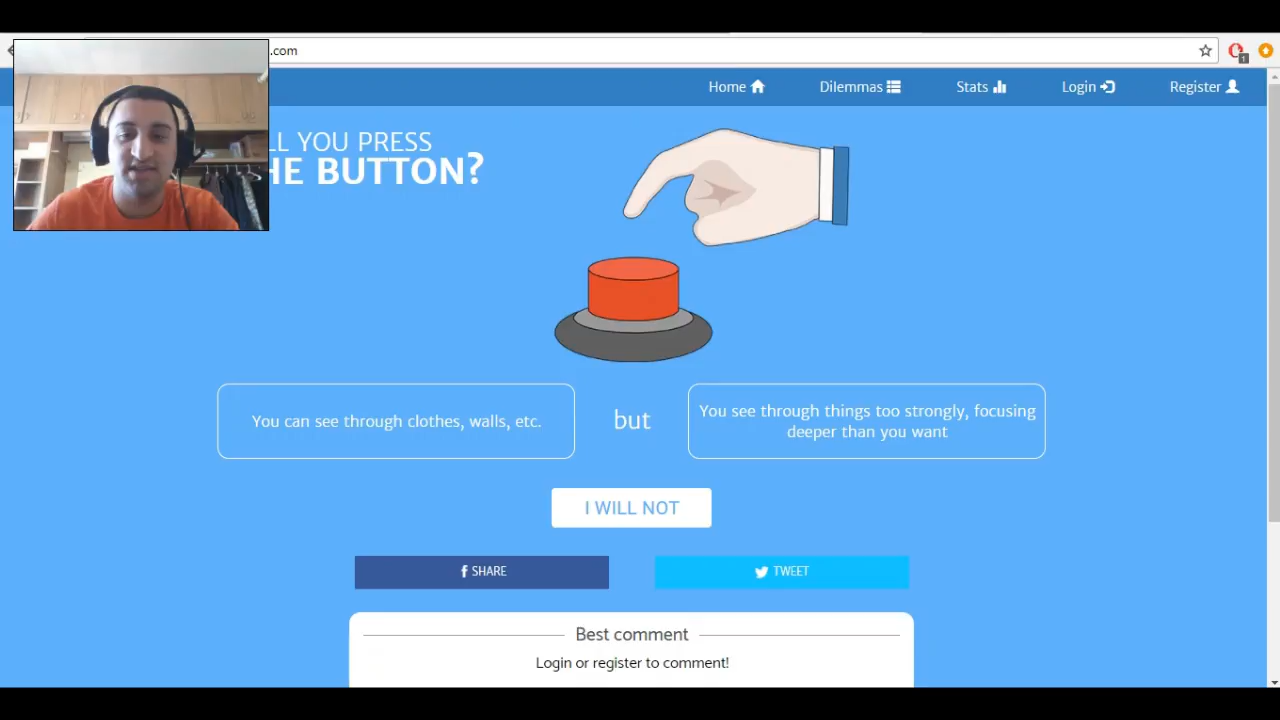 .com
Home
Dilemmas
Stats
Login
Register
LL YOU PRESS
HE BUTTON?
You can see through clothes, walls, etc.
but
You see through things too strongly, focusing
deeper than you want
I WILL NOT
SHARE
TWEET
Best comment
Login or register to comment!
1